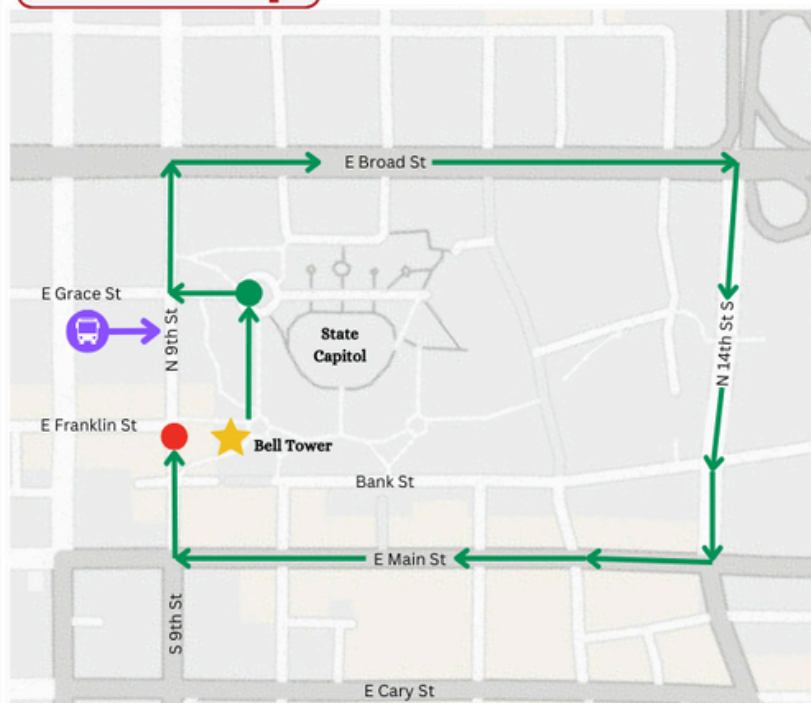 E Broad St
E Grace St
N 9th St
State
Capitol
N 14th St S
E Franklin St
Bell Tower
Bank St
E Main St
S 9th St
E Cary St